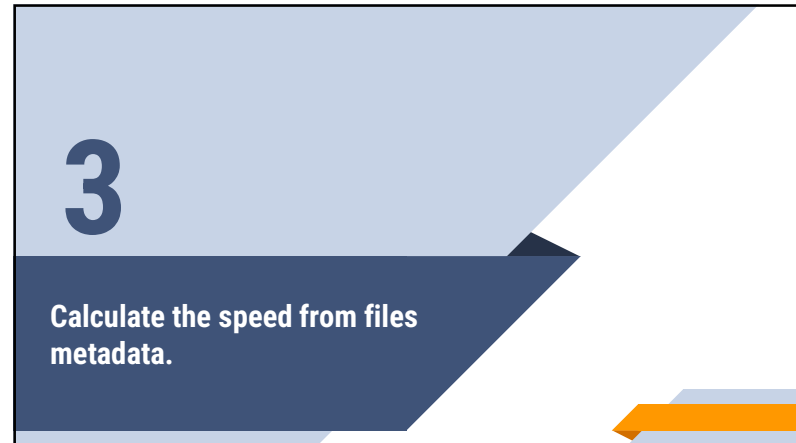 3
Calculate the speed from files
metadata.